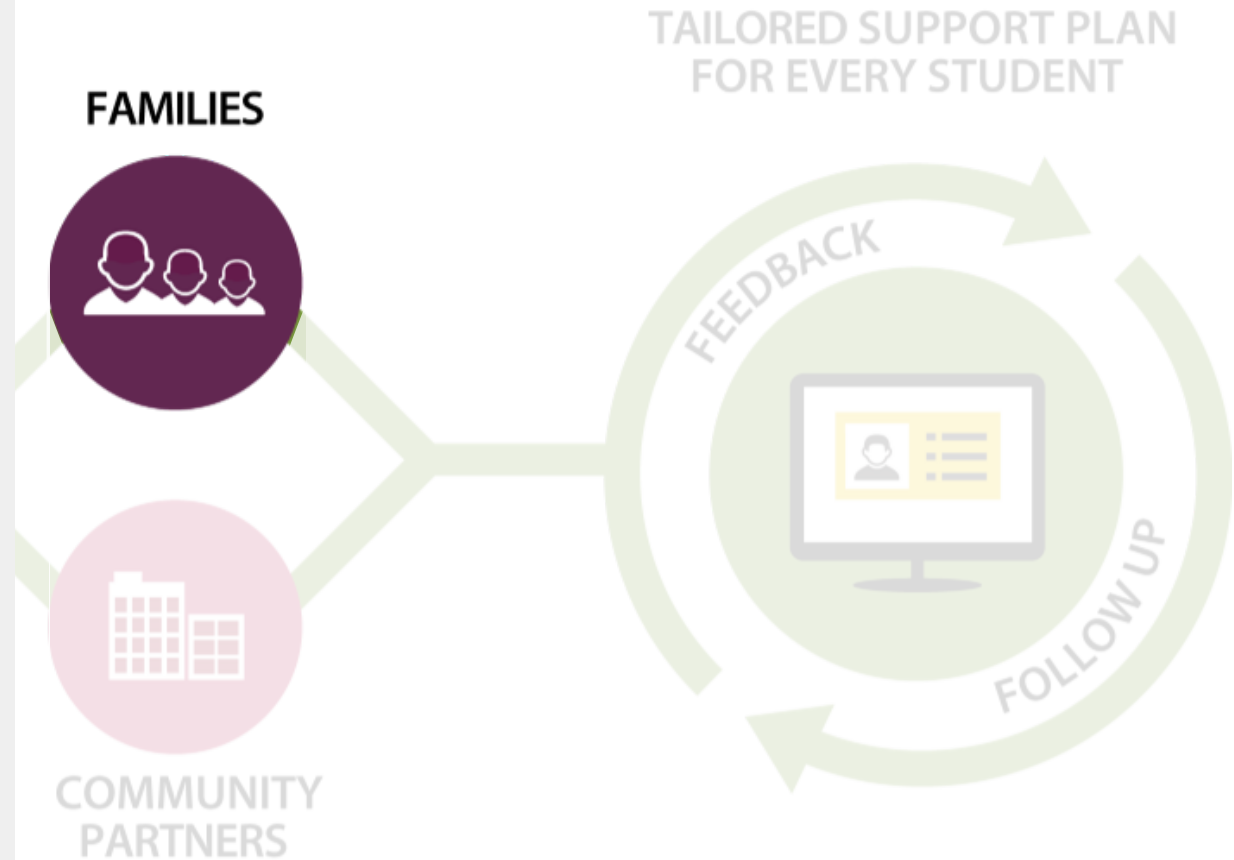 TAILORED SUPPORT PLAN
FOR EVERY STUDENT
FAMILIES
FEEDBACK
FOLLOW UP
COMMUNITY
PARTNERS